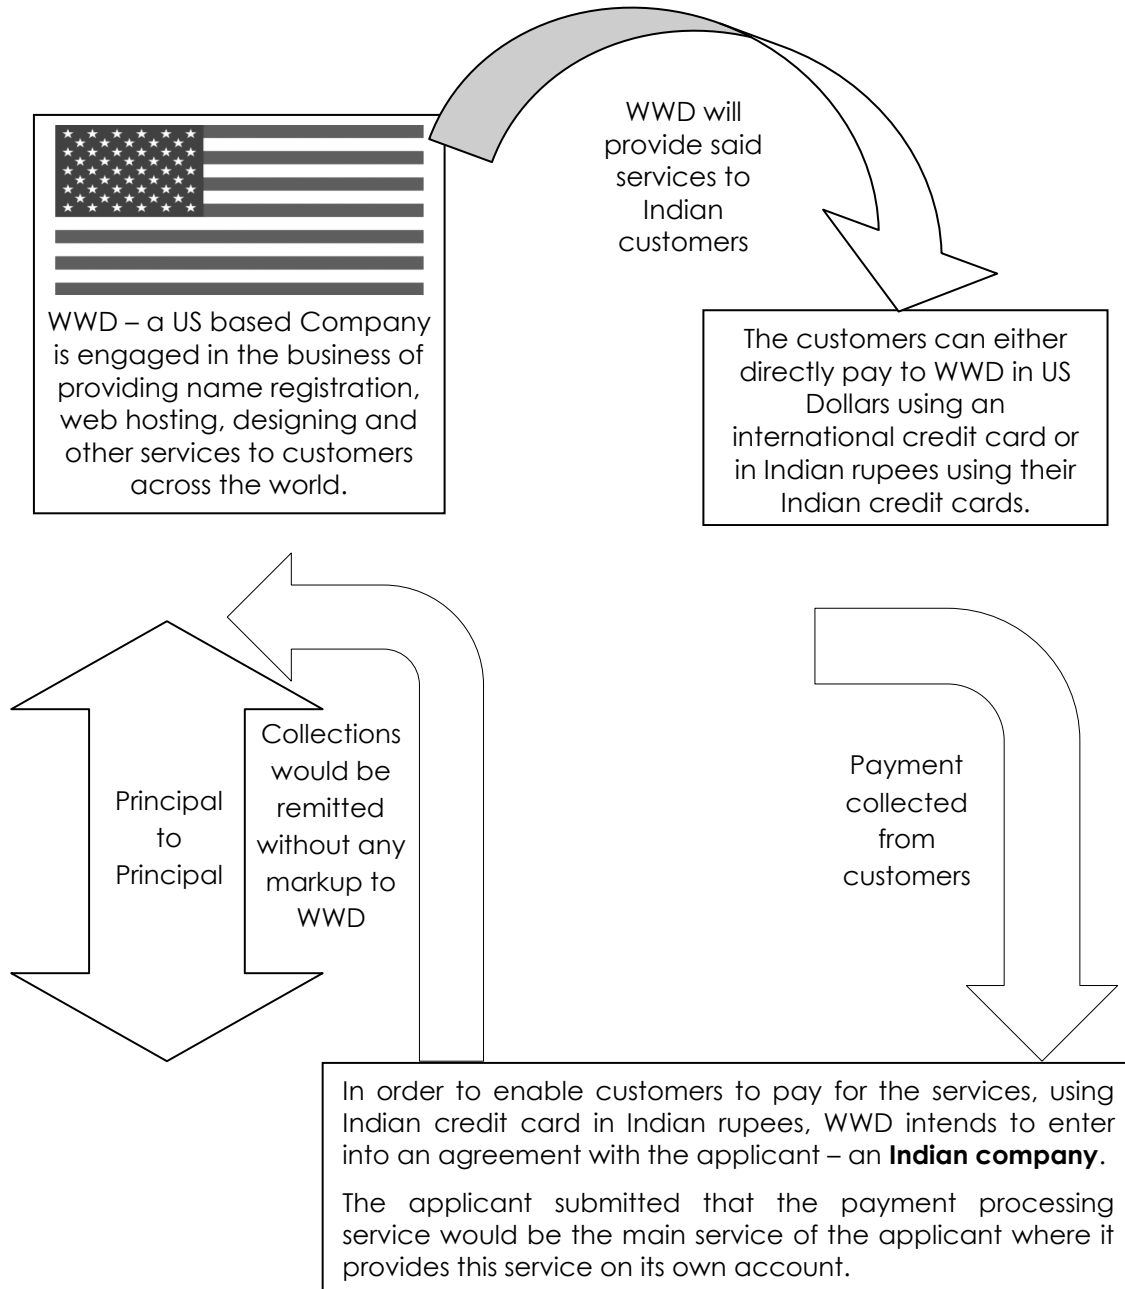 WWD will
provide said
services to
Indian
customers
WWD – a US based Company
is engaged in the business of
providing name registration,
web hosting, designing and
other services to customers
across the world.
The customers can either
directly pay to WWD in US
Dollars using an
international credit card or
in Indian rupees using their
Indian credit cards.
Principal
to
Principal
Collections
would be
remitted
without any
markup to
WWD
Payment
collected
from
customers
In order to enable customers to pay for the services, using
Indian credit card in Indian rupees, WWD intends to enter
into an agreement with the applicant – an Indian company.
The applicant submitted that the payment processing
service would be the main service of the applicant where it
provides this service on its own account.